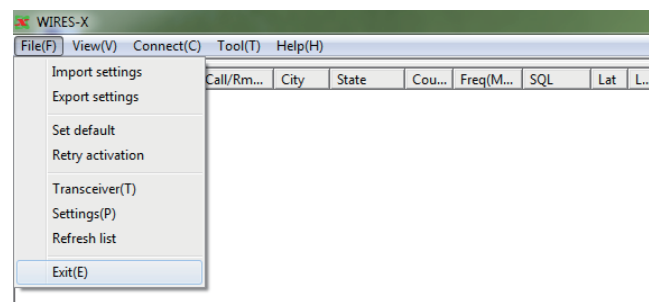 WIRES-X
File(F) View(V) Connect(C) Tool(T) Help(H)
Call/Rm... City State Cou... Freq(M... SQL Lat L...
Import settings
Export settings
Set default
Retry activation
Transceiver(T)
Settings(P)
Refresh list
Exit(E)